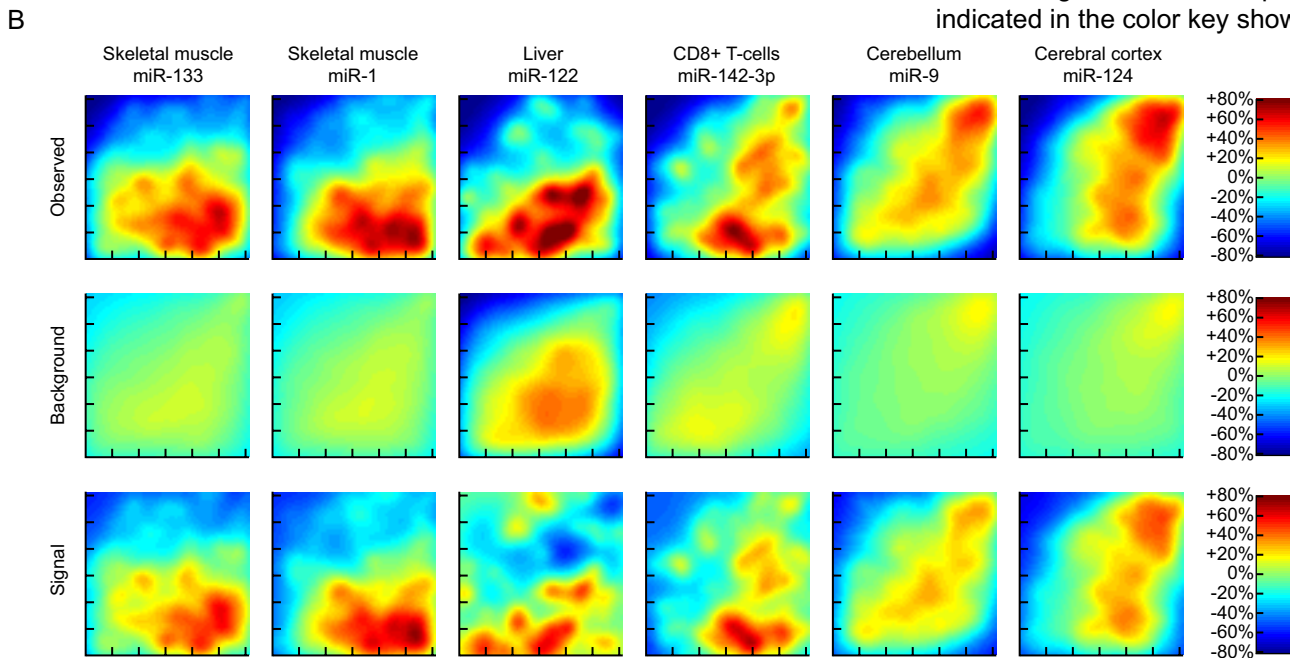 indicated in the color key show
B
Skeletal muscle
miR-133
Skeletal muscle
miR-1
Liver
miR-122
CD8+ T-cells
miR-142-3p
Cerebellum
miR-9
Cerebral cortex
miR-124
Observed
+80%
+60%
+40%
+20%
0%
-20%
-40%
-60%
-80%
Background
+80%
+60%
+40%
+20%
0%
-20%
-40%
-60%
-80%
Signal
+80%
+60%
+40%
+20%
0%
-20%
-40%
-60%
-80%